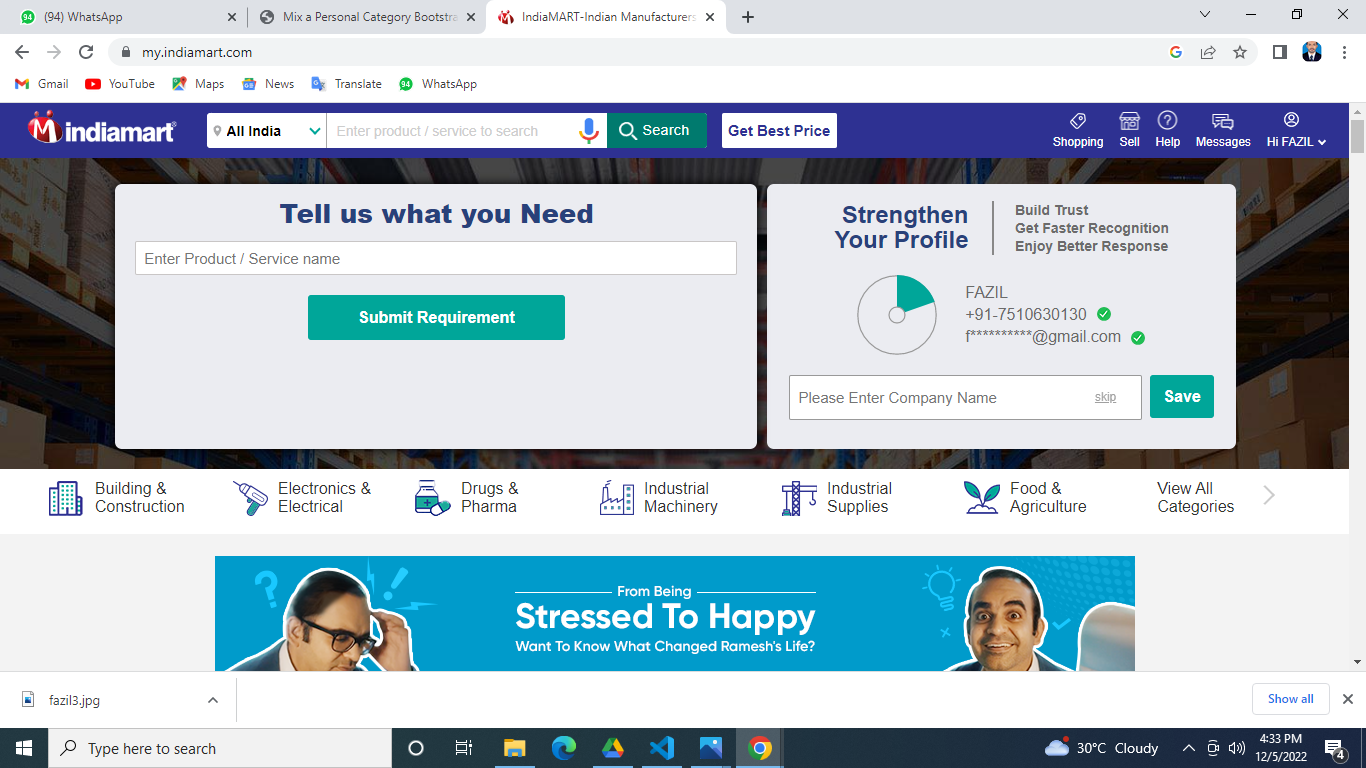 94
(94) WhatsApp
Mix a Personal Category Bootstra
IndiaMART-Indian Manufacturers
my.indiamart.com
Gmail
YouTube
Maps
News
Translate
94
WhatsApp
indiamart
All India
Enter product / service to search
Search
Get Best Price
Shopping
Sell
Help
Messages
Hi FAZIL
Tell us what you Need
Enter Product / Service name
Submit Requirement
Strengthen
Your Profile
Build Trust
Get Faster Recognition
Enjoy Better Response
FAZIL
+91-7510630130
f**********@gmail.com
Please Enter Company Name
skip
Save
Building &
Construction
Electronics &
Electrical
Drugs &
Pharma
Industrial
Machinery
Industrial
Supplies
Food &
Agriculture
View All
Categories
From Being
Stressed To Happy
Want To Know What Changed Ramesh's Life?
fazil3.jpg
Show all
Type here to search
30°C Cloudy
4:33 PM
12/5/2022
4